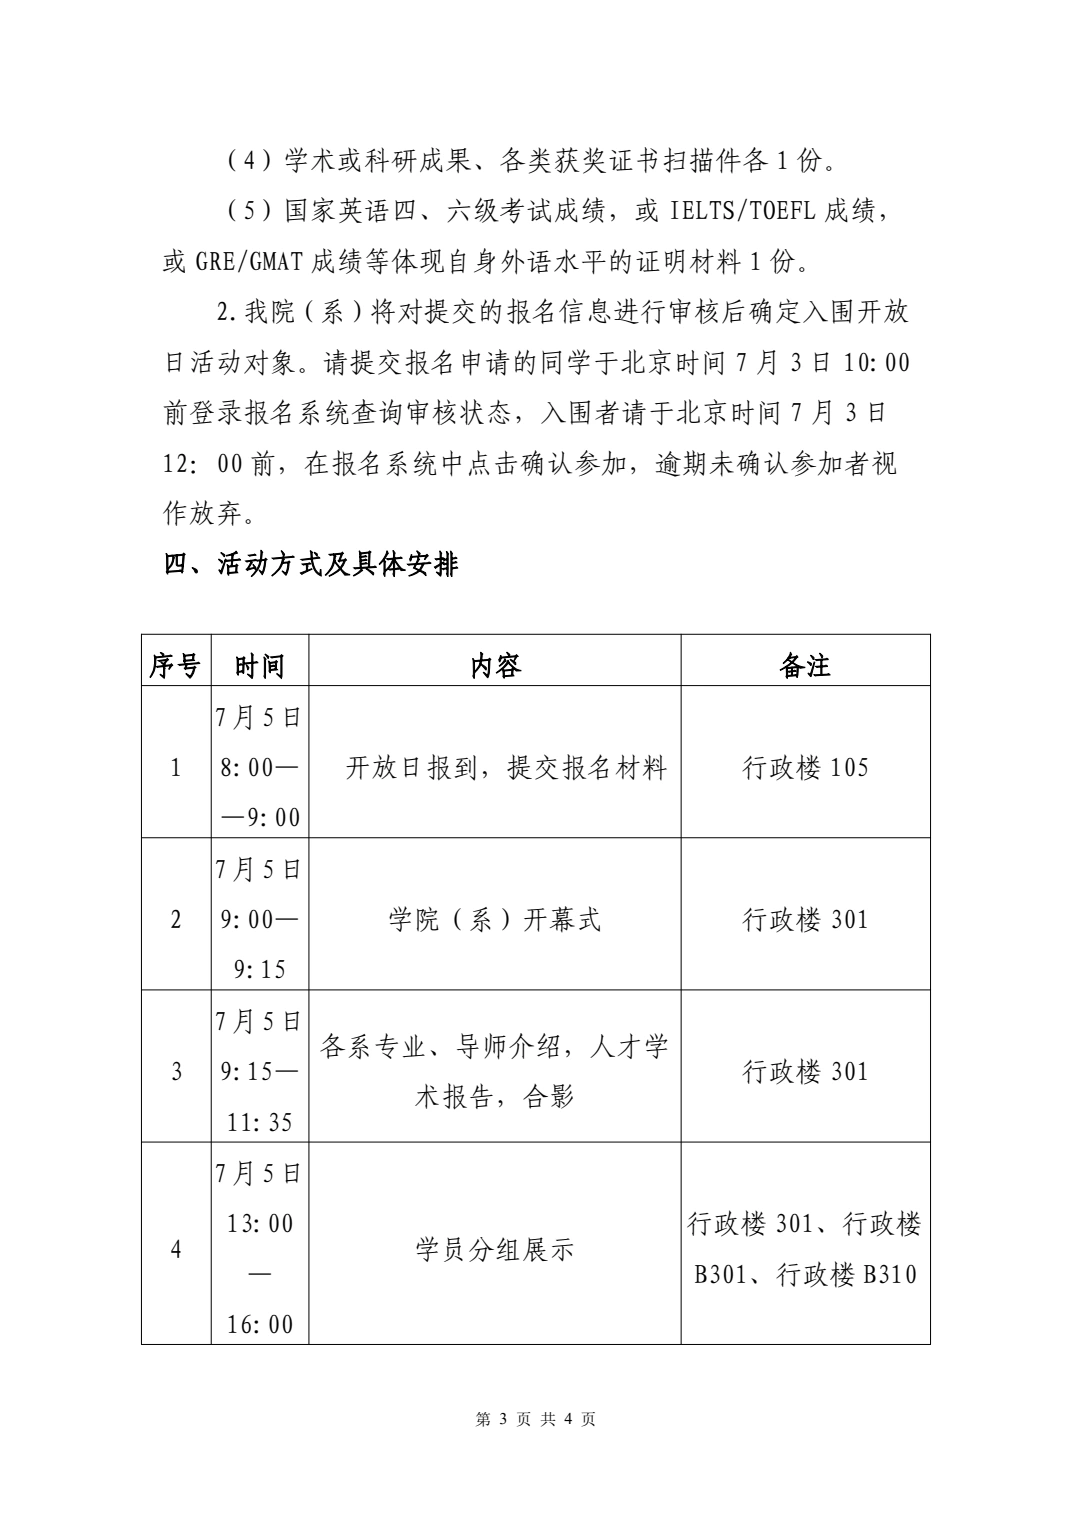 （4）学术或科研成果、各类获奖证书扫描件各 1 份。
（5）国家英语四、六级考试成绩，或 IELTS/TOEFL 成绩，
或 GRE/GMAT 成绩等体现自身外语水平的证明材料 1 份。
2.我院（系）将对提交的报名信息进行审核后确定入围开放
日活动对象。请提交报名申请的同学于北京时间 7 月 3 日 10:00
前登录报名系统查询审核状态，入围者请于北京时间 7 月 3 日
12：00 前，在报名系统中点击确认参加，逾期未确认参加者视
作放弃。
四、活动方式及具体安排
序号 时间 内容 备注
7 月 5 日
1 8:00— 开放日报到，提交报名材料 行政楼 105
—9:00
7 月 5 日
2 9:00— 学院（系）开幕式 行政楼 301
9:15
7 月 5 日
各系专业、导师介绍，人才学
3 9:15— 行政楼 301
术报告，合影
11:35
7 月 5 日
13:00 行政楼 301、行政楼
4 学员分组展示
— B301、行政楼 B310
16:00
第 3 页 共 4 页